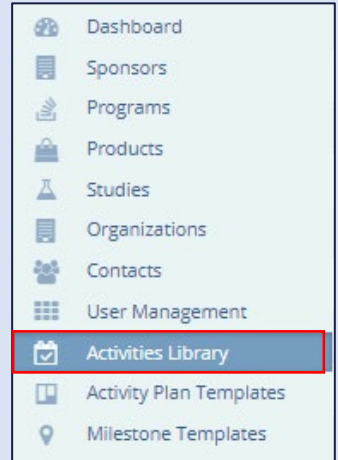 Dashboard
Sponsors
Programs
Products
Studies
Organizations
Contacts
User Management
Activities Library
Activity Plan Templates
Milestone Templates